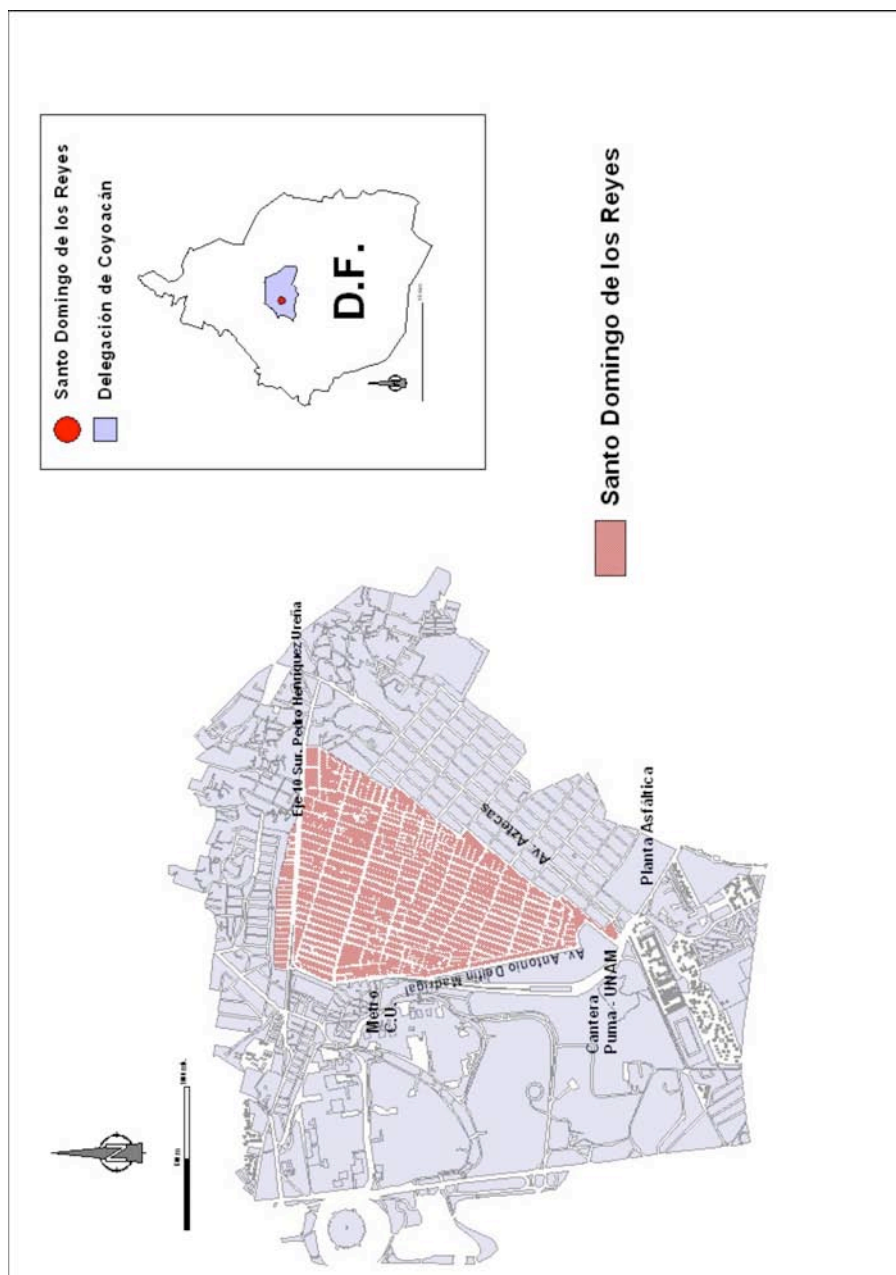 Santo Domingo de los Reyes
Delegación de Coyoacán
D.F.
N
Eje 10 Sur. Pedro Henríquez Ureña
Metro
C.U.
Av. Antonio Delfín Madrigal
Av. Aztecas
Cantera
Puma - UNAM
Planta Asfáltica
Santo Domingo de los Reyes